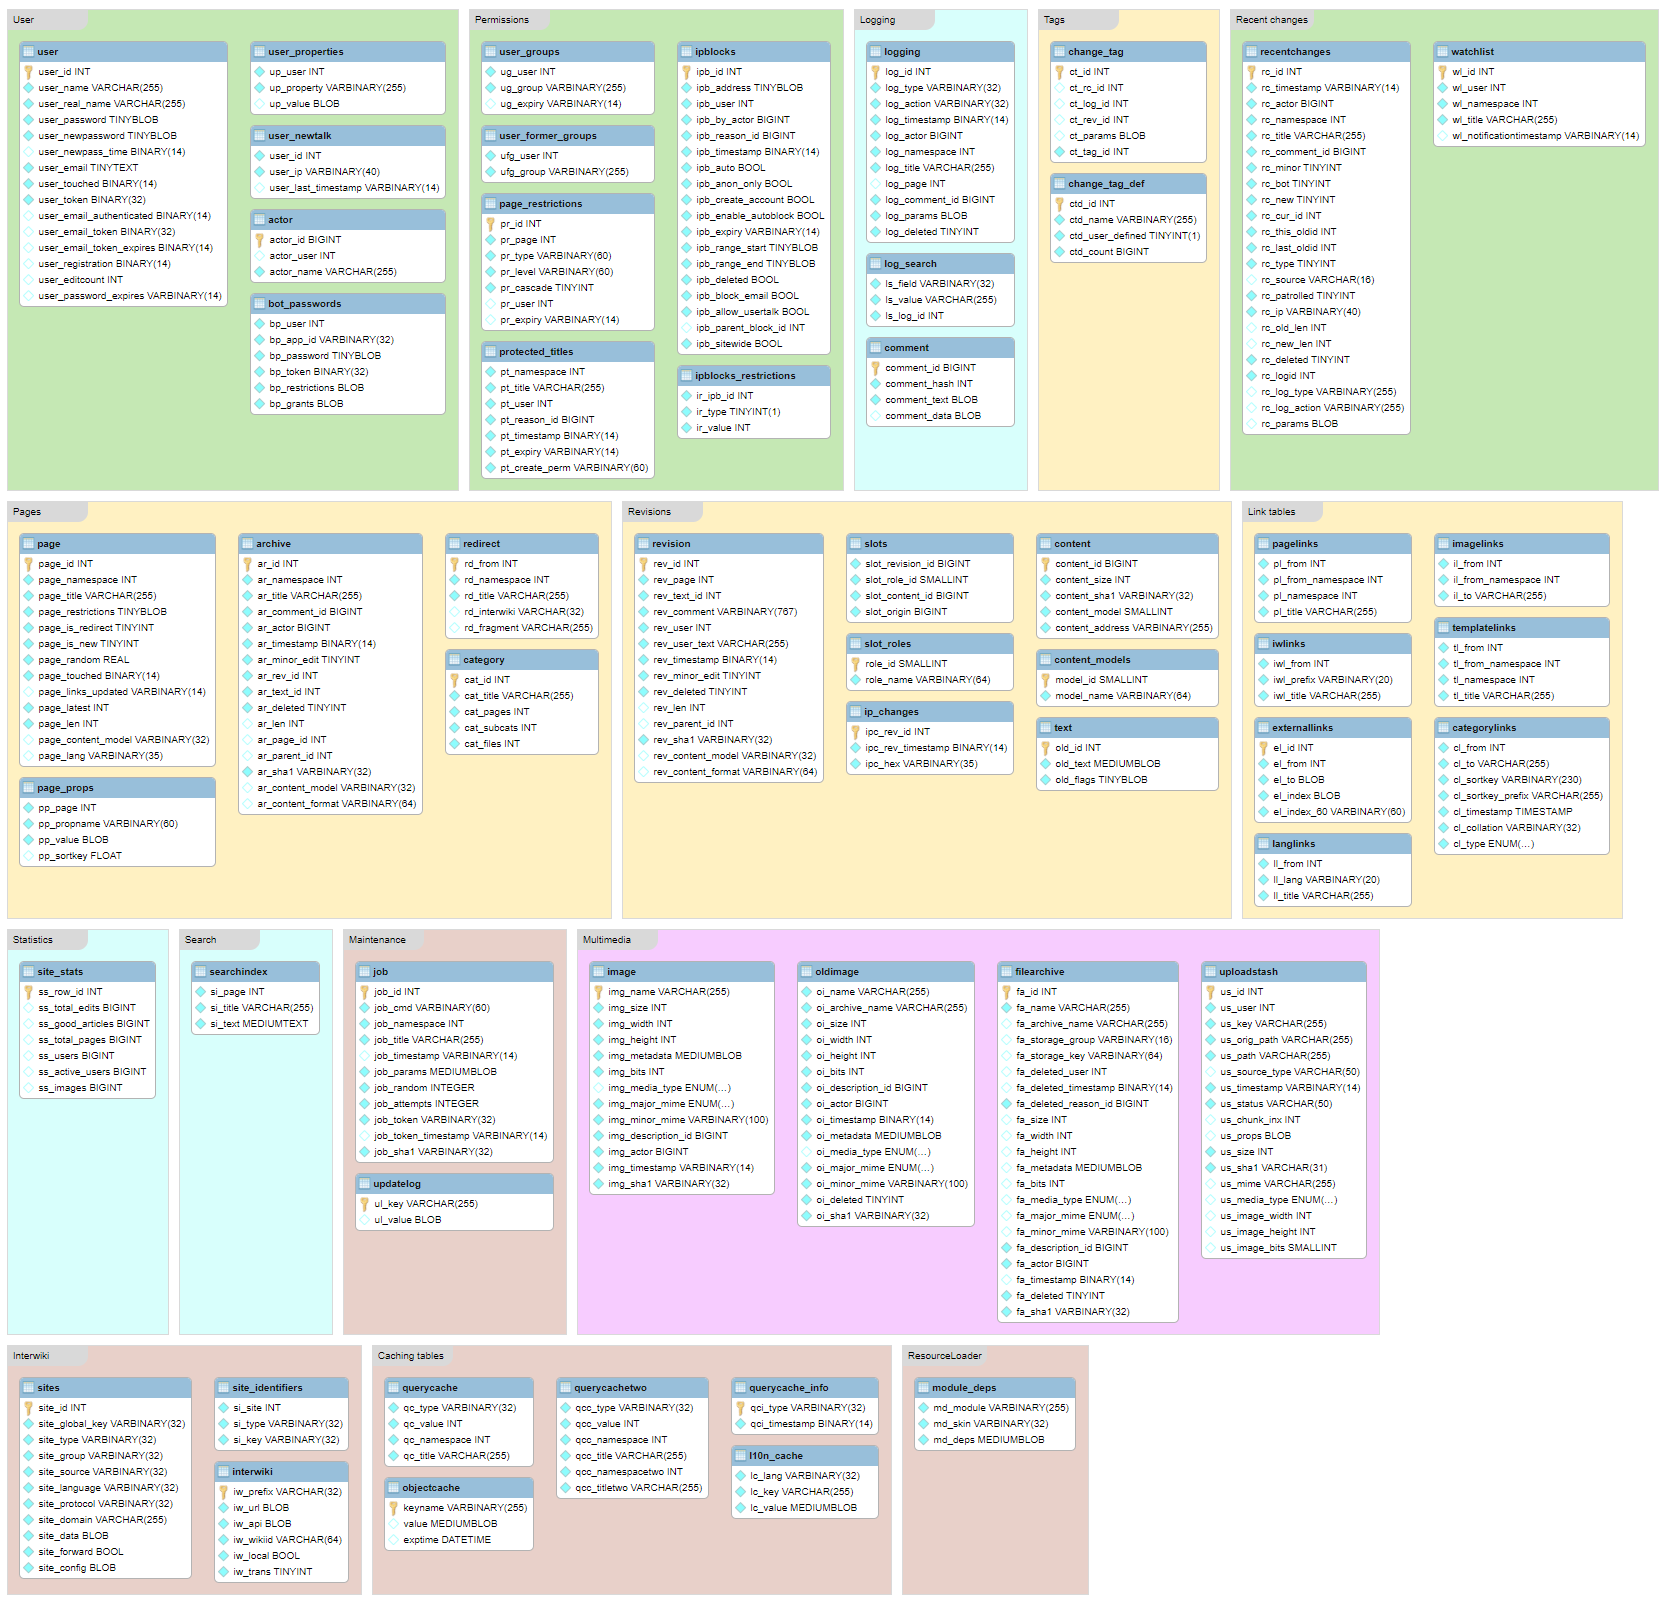 User
user
user_id INT
user_name VARCHAR(255)
user_real_name VARCHAR(255)
user_password TINYBLOB
user_newpassword TINYBLOB
user_newpass_time BINARY(14)
user_email TINYTEXT
user_touched BINARY(14)
user_token BINARY(32)
user_email_authenticated BINARY(14)
user_email_token BINARY(32)
user_email_token_expires BINARY(14)
user_registration BINARY(14)
user_editcount INT
user_password_expires VARBINARY(14)
user_properties
up_user INT
up_property VARBINARY(255)
up_value BLOB
user_newtalk
user_id INT
user_ip VARBINARY(40)
user_last_timestamp VARBINARY(14)
actor
actor_id BIGINT
actor_user INT
actor_name VARCHAR(255)
bot_passwords
bp_user INT
bp_app_id VARBINARY(32)
bp_password TINYBLOB
bp_token BINARY(32)
bp_restrictions BLOB
bp_grants BLOB
Permissions
user_groups
ug_user INT
ug_group VARBINARY(255)
ug_expiry VARBINARY(14)
user_former_groups
ufg_user INT
ufg_group VARBINARY(255)
page_restrictions
pr_id INT
pr_page INT
pr_type VARBINARY(60)
pr_level VARBINARY(60)
pr_cascade TINYINT
pr_user INT
pr_expiry VARBINARY(14)
protected_titles
pt_namespace INT
pt_title VARCHAR(255)
pt_user INT
pt_reason_id BIGINT
pt_timestamp BINARY(14)
pt_expiry VARBINARY(14)
pt_create_perm VARBINARY(60)
ipblocks
ipb_id INT
ipb_address TINYBLOB
ipb_user INT
ipb_by_actor BIGINT
ipb_reason_id BIGINT
ipb_timestamp BINARY(14)
ipb_auto BOOL
ipb_anon_only BOOL
ipb_create_account BOOL
ipb_enable_autoblock BOOL
ipb_expiry VARBINARY(14)
ipb_range_start TINYBLOB
ipb_range_end TINYBLOB
ipb_deleted BOOL
ipb_block_email BOOL
ipb_allow_usertalk BOOL
ipb_parent_block_id INT
ipb_sitewide BOOL
ipblocks_restrictions
ir_ipb_id INT
ir_type TINYINT(1)
ir_value INT
Logging
logging
log_id INT
log_type VARBINARY(32)
log_action VARBINARY(32)
log_timestamp BINARY(14)
log_actor BIGINT
log_namespace INT
log_title VARCHAR(255)
log_page INT
log_comment_id BIGINT
log_params BLOB
log_deleted TINYINT
log_search
ls_field VARBINARY(32)
ls_value VARCHAR(255)
ls_log_id INT
comment
comment_id BIGINT
comment_hash INT
comment_text BLOB
comment_data BLOB
Tags
change_tag
ct_id INT
ct_rc_id INT
ct_log_id INT
ct_rev_id INT
ct_params BLOB
ct_tag_id INT
change_tag_def
ctd_id INT
ctd_name VARBINARY(255)
ctd_user_defined TINYINT(1)
ctd_count BIGINT
Recent changes
recentchanges
rc_id INT
rc_timestamp VARBINARY(14)
rc_actor BIGINT
rc_namespace INT
rc_title VARCHAR(255)
rc_comment_id BIGINT
rc_minor TINYINT
rc_bot TINYINT
rc_new TINYINT
rc_cur_id INT
rc_this_oldid INT
rc_last_oldid INT
rc_type TINYINT
rc_source VARCHAR(16)
rc_patrolled TINYINT
rc_ip VARBINARY(40)
rc_old_len INT
rc_new_len INT
rc_deleted TINYINT
rc_logid INT
rc_log_type VARBINARY(255)
rc_log_action VARBINARY(255)
rc_params BLOB
watchlist
wl_id INT
wl_user INT
wl_namespace INT
wl_title VARCHAR(255)
wl_notificationtimestamp VARBINARY(14)
Pages
page
page_id INT
page_namespace INT
page_title VARCHAR(255)
page_restrictions TINYBLOB
page_is_redirect TINYINT
page_is_new TINYINT
page_random REAL
page_touched BINARY(14)
page_links_updated VARBINARY(14)
page_latest INT
page_len INT
page_content_model VARBINARY(32)
page_lang VARBINARY(35)
page_props
pp_page INT
pp_propname VARBINARY(60)
pp_value BLOB
pp_sortkey FLOAT
archive
ar_id INT
ar_namespace INT
ar_title VARCHAR(255)
ar_comment_id BIGINT
ar_actor BIGINT
ar_timestamp BINARY(14)
ar_minor_edit TINYINT
ar_rev_id INT
ar_text_id INT
ar_deleted TINYINT
ar_len INT
ar_page_id INT
ar_parent_id INT
ar_sha1 VARBINARY(32)
ar_content_model VARBINARY(32)
ar_content_format VARBINARY(64)
redirect
rd_from INT
rd_namespace INT
rd_title VARCHAR(255)
rd_interwiki VARCHAR(32)
rd_fragment VARCHAR(255)
category
cat_id INT
cat_title VARCHAR(255)
cat_pages INT
cat_subcats INT
cat_files INT
Revisions
revision
rev_id INT
rev_page INT
rev_text_id INT
rev_comment VARBINARY(767)
rev_user INT
rev_user_text VARCHAR(255)
rev_timestamp BINARY(14)
rev_minor_edit TINYINT
rev_deleted TINYINT
rev_len INT
rev_parent_id INT
rev_sha1 VARBINARY(32)
rev_content_model VARBINARY(32)
rev_content_format VARBINARY(64)
slots
slot_revision_id BIGINT
slot_role_id SMALLINT
slot_content_id BIGINT
slot_origin BIGINT
slot_roles
role_id SMALLINT
role_name VARBINARY(64)
ip_changes
ipc_rev_id INT
ipc_rev_timestamp BINARY(14)
ipc_hex VARBINARY(35)
content
content_id BIGINT
content_size INT
content_sha1 VARBINARY(32)
content_model SMALLINT
content_address VARBINARY(255)
content_models
model_id SMALLINT
model_name VARBINARY(64)
text
old_id INT
old_text MEDIUMBLOB
old_flags TINYBLOB
Link tables
pagelinks
pl_from INT
pl_from_namespace INT
pl_namespace INT
pl_title VARCHAR(255)
iwlinks
iwl_from INT
iwl_prefix VARBINARY(20)
iwl_title VARCHAR(255)
externallinks
el_id INT
el_from INT
el_to BLOB
el_index BLOB
el_index_60 VARBINARY(60)
langlinks
ll_from INT
ll_lang VARBINARY(20)
ll_title VARCHAR(255)
imagelinks
il_from INT
il_from_namespace INT
il_to VARCHAR(255)
templatelinks
tl_from INT
tl_from_namespace INT
tl_namespace INT
tl_title VARCHAR(255)
categorylinks
cl_from INT
cl_to VARCHAR(255)
cl_sortkey VARBINARY(230)
cl_sortkey_prefix VARCHAR(255)
cl_timestamp TIMESTAMP
cl_collation VARBINARY(32)
cl_type ENUM(...)
Statistics
site_stats
ss_row_id INT
ss_total_edits BIGINT
ss_good_articles BIGINT
ss_total_pages BIGINT
ss_users BIGINT
ss_active_users BIGINT
ss_images BIGINT
Search
searchindex
si_page INT
si_title VARCHAR(255)
si_text MEDIUMTEXT
Maintenance
job
job_id INT
job_cmd VARBINARY(60)
job_namespace INT
job_title VARCHAR(255)
job_timestamp VARBINARY(14)
job_params MEDIUMBLOB
job_random INTEGER
job_attempts INTEGER
job_token VARBINARY(32)
job_token_timestamp VARBINARY(14)
job_sha1 VARBINARY(32)
updatelog
ul_key VARCHAR(255)
ul_value BLOB
Multimedia
image
img_name VARCHAR(255)
img_size INT
img_width INT
img_height INT
img_metadata MEDIUMBLOB
img_bits INT
img_media_type ENUM(...)
img_major_mime ENUM(...)
img_minor_mime VARBINARY(100)
img_description_id BIGINT
img_actor BIGINT
img_timestamp VARBINARY(14)
img_sha1 VARBINARY(32)
oldimage
oi_name VARCHAR(255)
oi_archive_name VARCHAR(255)
oi_size INT
oi_width INT
oi_height INT
oi_bits INT
oi_description_id BIGINT
oi_actor BIGINT
oi_timestamp BINARY(14)
oi_metadata MEDIUMBLOB
oi_media_type ENUM(...)
oi_major_mime ENUM(...)
oi_minor_mime VARBINARY(100)
oi_deleted TINYINT
oi_sha1 VARBINARY(32)
filearchive
fa_id INT
fa_name VARCHAR(255)
fa_archive_name VARCHAR(255)
fa_storage_group VARBINARY(16)
fa_storage_key VARBINARY(64)
fa_deleted_user INT
fa_deleted_timestamp BINARY(14)
fa_deleted_reason_id BIGINT
fa_size INT
fa_width INT
fa_height INT
fa_metadata MEDIUMBLOB
fa_bits INT
fa_media_type ENUM(...)
fa_major_mime ENUM(...)
fa_minor_mime VARBINARY(100)
fa_description_id BIGINT
fa_actor BIGINT
fa_timestamp BINARY(14)
fa_deleted TINYINT
fa_sha1 VARBINARY(32)
uploadstash
us_id INT
us_user INT
us_key VARCHAR(255)
us_orig_path VARCHAR(255)
us_path VARCHAR(255)
us_source_type VARCHAR(50)
us_timestamp VARBINARY(14)
us_status VARCHAR(50)
us_chunk_inx INT
us_props BLOB
us_size INT
us_sha1 VARCHAR(31)
us_mime VARCHAR(255)
us_media_type ENUM(...)
us_image_width INT
us_image_height INT
us_image_bits SMALLINT
Interwiki
sites
site_id INT
site_global_key VARBINARY(32)
site_type VARBINARY(32)
site_group VARBINARY(32)
site_source VARBINARY(32)
site_language VARBINARY(32)
site_protocol VARBINARY(32)
site_domain VARCHAR(255)
site_data BLOB
site_forward BOOL
site_config BLOB
site_identifiers
si_site INT
si_type VARBINARY(32)
si_key VARBINARY(32)
interwiki
iw_prefix VARCHAR(32)
iw_url BLOB
iw_api BLOB
iw_wikiid VARCHAR(64)
iw_local BOOL
iw_trans TINYINT
Caching tables
querycache
qc_type VARBINARY(32)
qc_value INT
qc_namespace INT
qc_title VARCHAR(255)
objectcache
keyname VARBINARY(255)
value MEDIUMBLOB
exptime DATETIME
querycachetwo
qcc_type VARBINARY(32)
qcc_value INT
qcc_namespace INT
qcc_title VARCHAR(255)
qcc_namespacetwo INT
qcc_titletwo VARCHAR(255)
querycache_info
qci_type VARBINARY(32)
qci_timestamp BINARY(14)
l10n_cache
lc_lang VARBINARY(32)
lc_key VARCHAR(255)
lc_value MEDIUMBLOB
ResourceLoader
module_deps
md_module VARBINARY(255)
md_skin VARBINARY(32)
md_deps MEDIUMBLOB